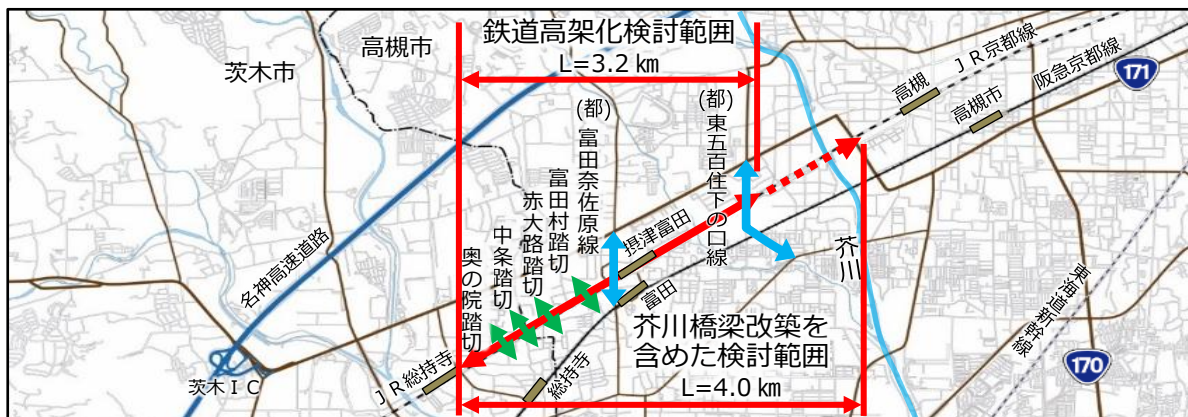 鉄道高架化検討範囲
L=3.2 km
高槻市
茨木市
名神高速道路
茨木ＩＣ
奥の院踏切
中条踏切
赤大路踏切
富田村踏切
(都)富田奈佐原線
(都)東五百住下の口線
ＪＲ総持寺
総持寺
摂津富田
富田
高槻
高槻市
ＪＲ京都線
阪急京都線
171
芥川
東海道新幹線
170
芥川橋梁改築を
含めた検討範囲
L=4.0 km